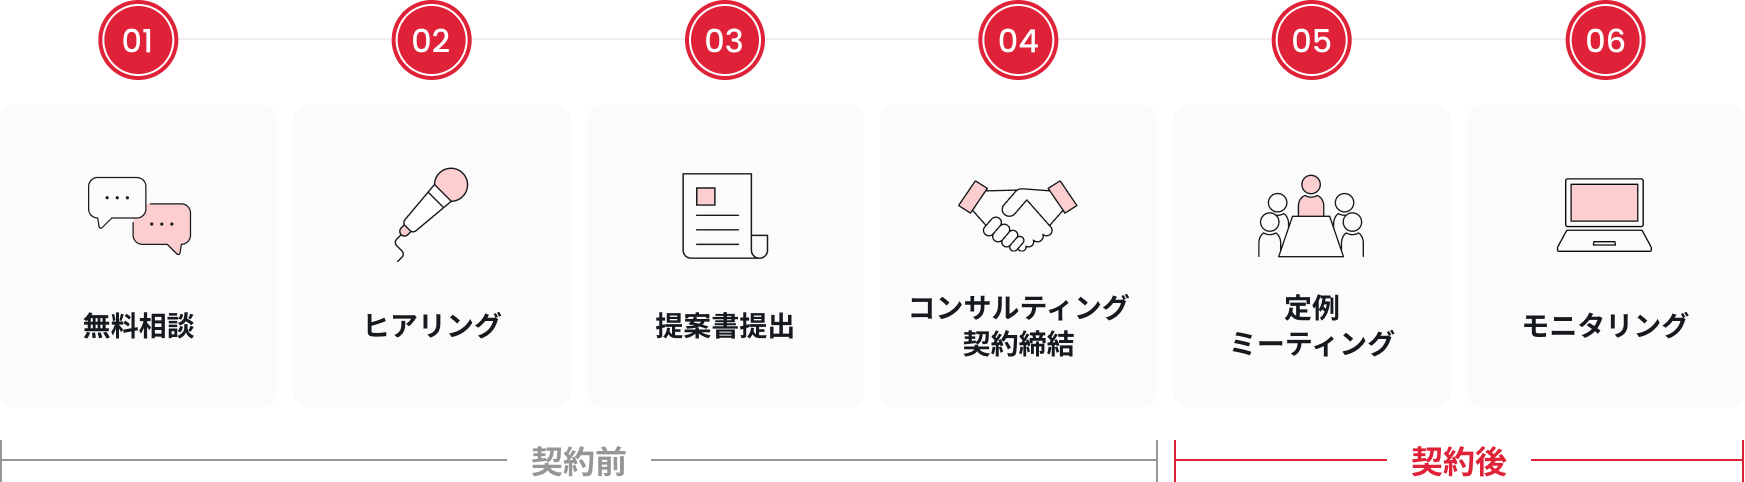 01
02
03
04
05
06
無料相談
ヒアリング
提案書提出
コンサルティング
契約締結
定例
ミーティング
モニタリング
契約前
契約後